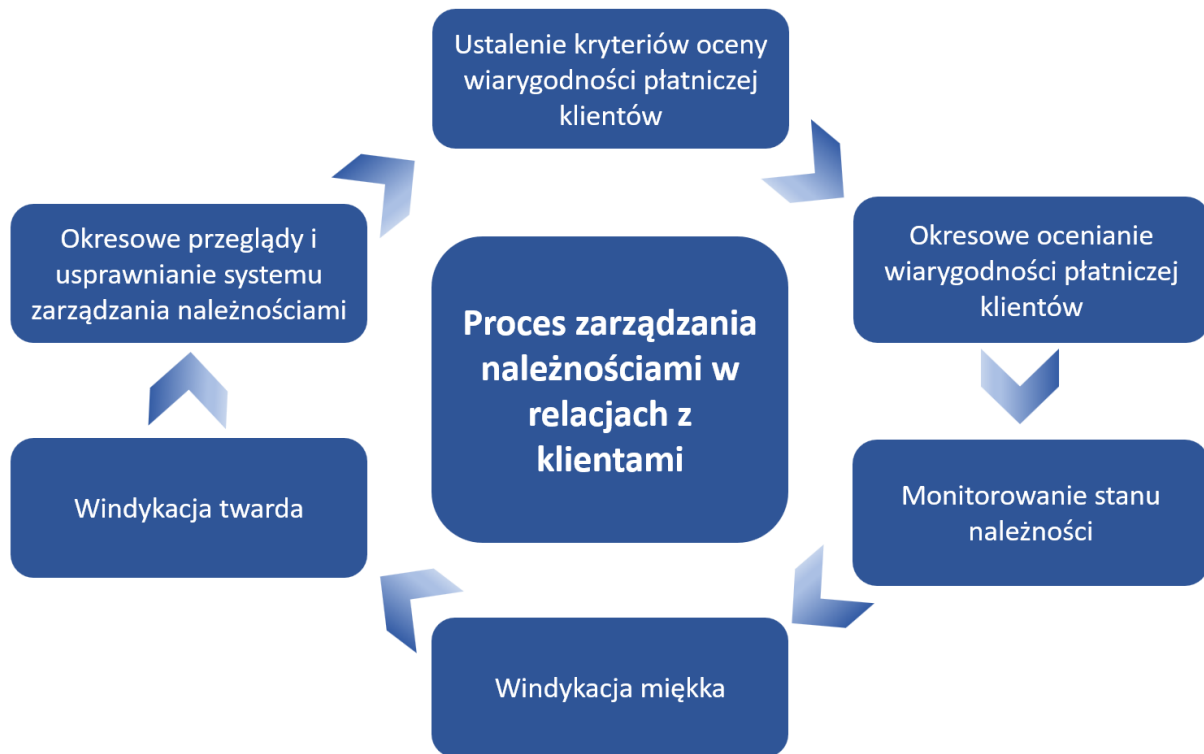 Ustalenie kryteriów oceny
wiarygodności płatniczej
klientów
Okresowe ocenianie
wiarygodności płatniczej
klientów
Monitorowanie stanu
należności
Windykacja miękka
Windykacja twarda
Okresowe przeglądy i
usprawnianie systemu
zarządzania należnościami
Proces zarządzania
należnościami w
relacjach z
klientami